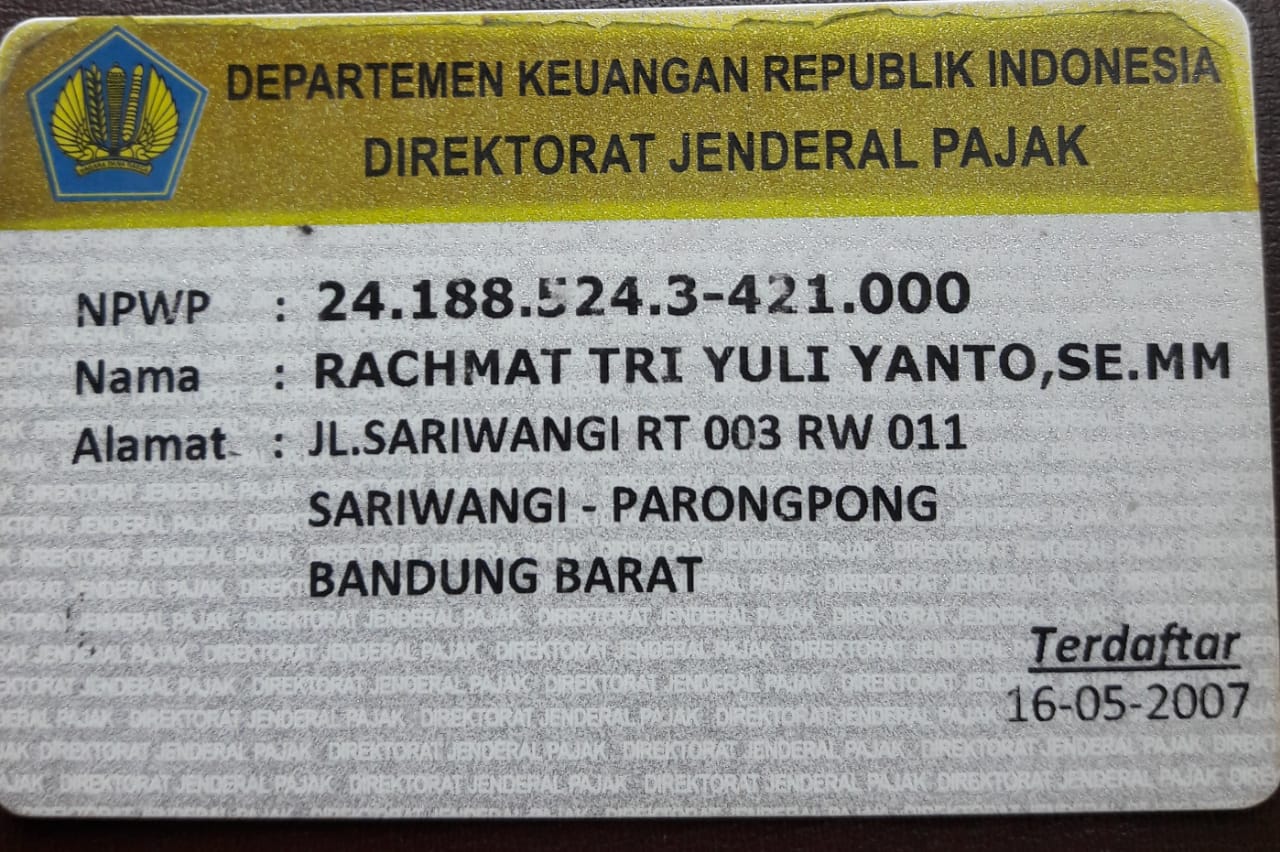 DEPARTEMEN KEUANGAN REPUBLIK INDONESIA
DIREKTORAT JENDERAL PAJAK
NPWP : 24.188.524.3-421.000
Nama : RACHMAT TRI YULI YANTO,SE.MM
Alamat : JL.SARIWANGI RT 003 RW 011
SARIWANGI - PARONGPONG
BANDUNG BARAT
Terdaftar
16-05-2007